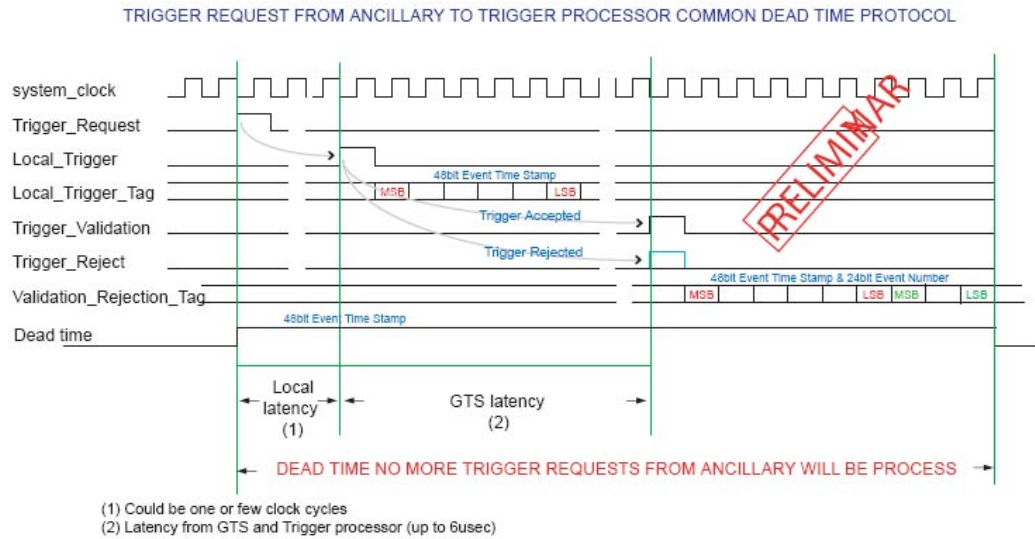 TRIGGER REQUEST FROM ANCILLARY TO TRIGGER PROCESSOR COMMON DEAD TIME PROTOCOL
system_clock
Trigger_Request
Local_Trigger
48bit Event Time Stamp
Local_Trigger_Tag
MSB
LSB
Trigger Accepted
Trigger_Validation
Trigger_Reject
Trigger Rejected
48bit Event Time Stamp & 24bit Event Number
Validation_Rejection_Tag
MSB
LSB
MSB
LSB
48bit Event Time Stamp
Dead time
PRELIMIMAR
Local
latency
(1)
GTS latency
(2)
DEAD TIME NO MORE TRIGGER REQUESTS FROM ANCILLARY WILL BE PROCESS
(1) Could be one or few clock cycles
(2) Latency from GTS and Trigger processor (up to 6usec)